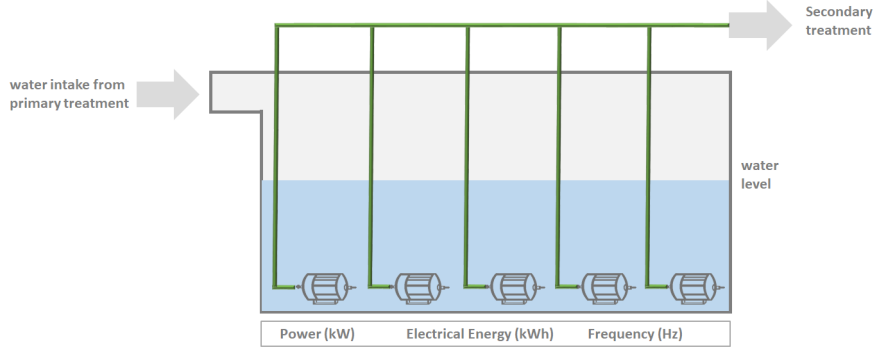 Secondary
treatment
water intake from
primary treatment
water
level
Power (kW) Electrical Energy (kWh) Frequency (Hz)